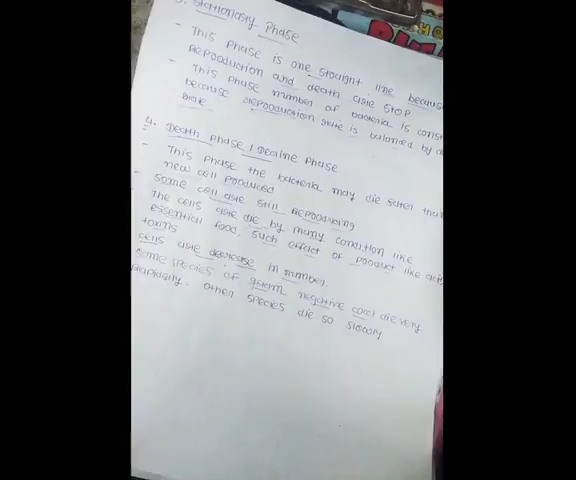 3. Stationary Phase
- This phase is one straight line because
Reproduction and death are stop
- This phase number of bacteria is const
because reproduction rate is balanced by
Rate
4. Death phase / Decline Phase
- This phase the bacteria may die faster than
new cell produced
- Some cell are still Reproducing
The cells are die by many condition like
essential food, such effect of product like acid
toxins
cells are decrease in number.
Some species of gram negative cocci die very
rapidly. Other species die so slowly